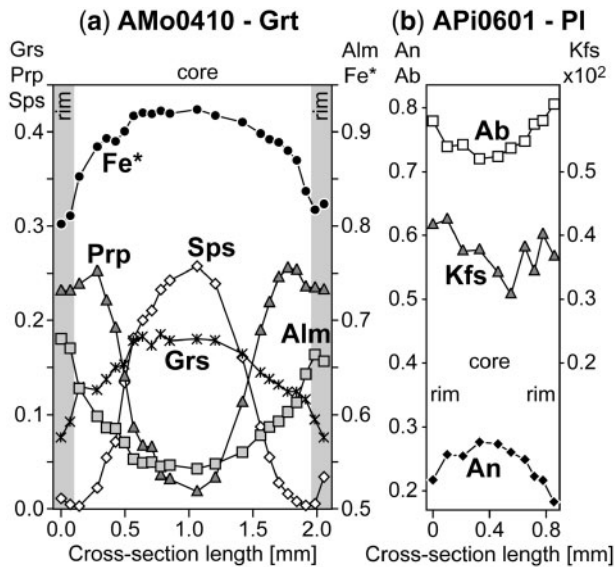 (a) AMo0410 - Grt
(b) APi0601 - Pl
Grs
Prp
Sps
core
Alm
Fe*
An
Ab
Kfs
x10²
rim
rim
0.4
0.3
0.2
0.1
0.0
0.9
0.8
0.7
0.6
0.5
Fe*
Prp
Sps
Alm
Grs
0.0
0.5
1.0
1.5
2.0
Cross-section length [mm]
0.8
0.7
0.6
0.5
0.4
0.3
0.2
0.5
0.4
0.3
0.2
Ab
Kfs
core
rim
rim
An
0
0.4
0.8
Cross-section length [mm]